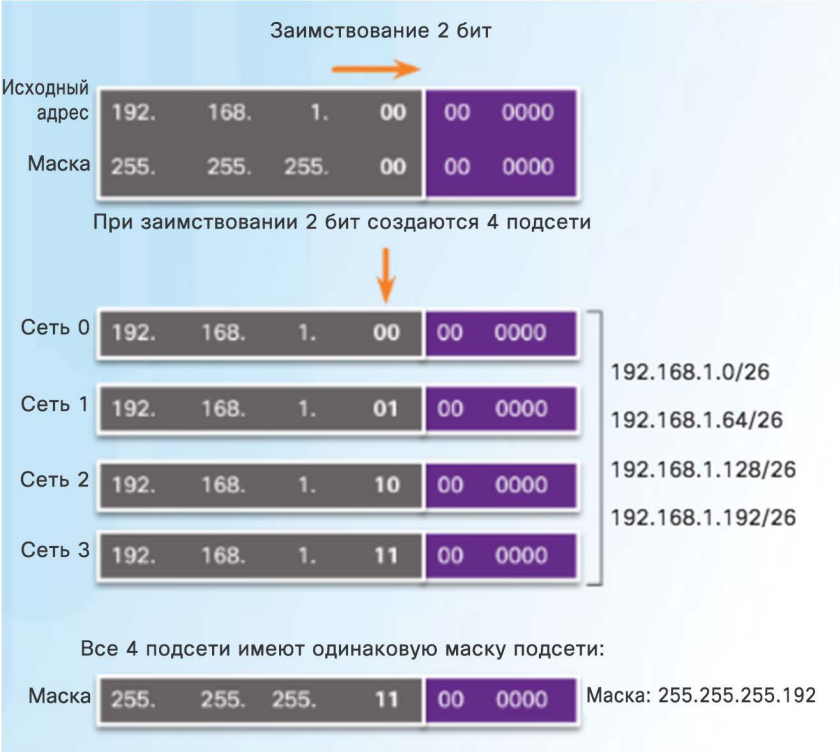 Заимствование 2 бит
Исходный
адрес 192. 168. 1. 00 00 0000
Маска 255. 255. 255. 00 00 0000
При заимствовании 2 бит создаются 4 подсети
Сеть 0 192. 168. 1. 00 00 0000
192.168.1.0/26
Сеть 1 192. 168. 1. 01 00 0000
192.168.1.64/26
Сеть 2 192. 168. 1. 10 00 0000
192.168.1.128/26
192.168.1.192/26
Сеть 3 192. 168. 1. 11 00 0000
Все 4 подсети имеют одинаковую маску подсети:
Маска 255. 255. 255. 11 00 0000 Маска: 255.255.255.192